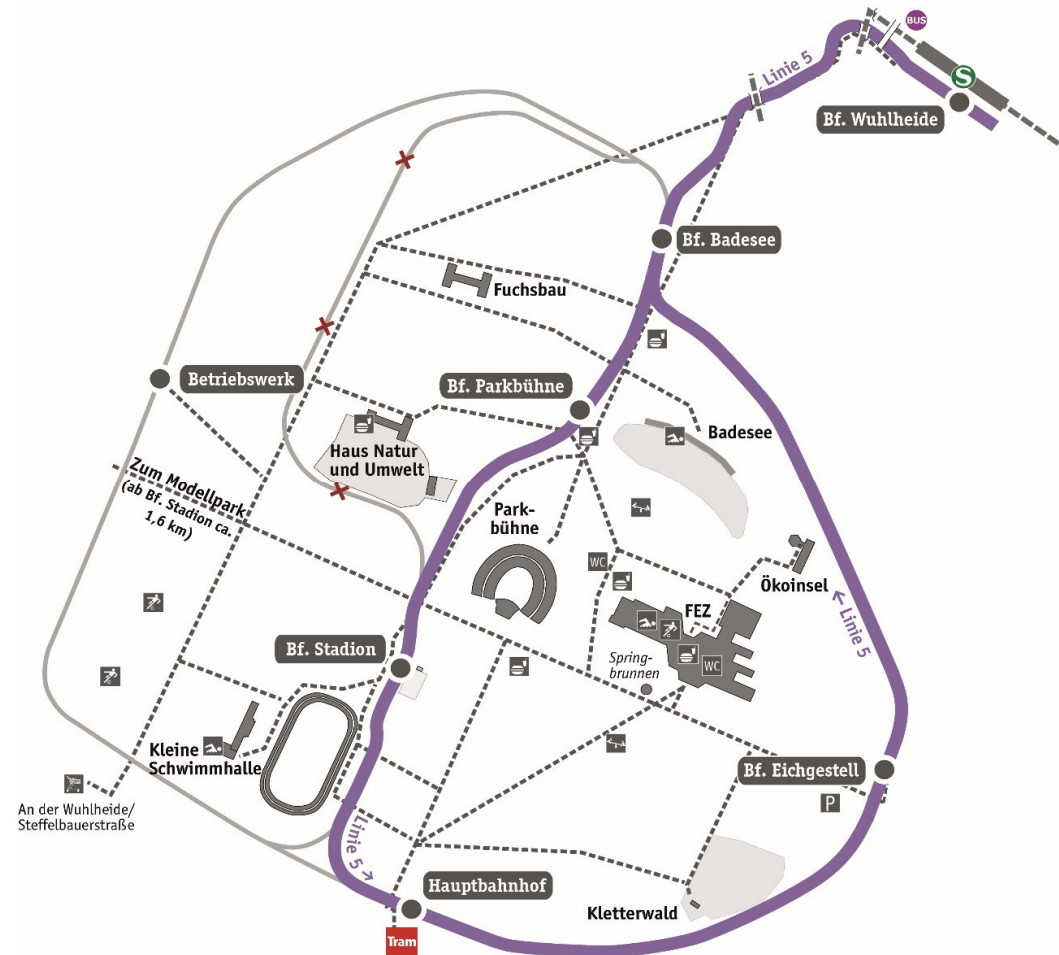 BUS
Linie 5
S
Bf. Wuhlheide
Bf. Badesee
Fuchsbau
Betriebswerk
Bf. Parkbühne
Badesee
Haus Natur
und Umwelt
Zum Modellpark
(ab Bf. Stadion ca.
1,6 km)
Park-
bühne
WC
Ökoinsel
FEZ
Linie 5
Bf. Stadion
Spring-
brunnen
WC
Kleine
Schwimmhalle
Bf. Eichgestell
P
An der Wuhlheide/
Steffelbauerstraße
Linie 5
Hauptbahnhof
Kletterwald
Tram